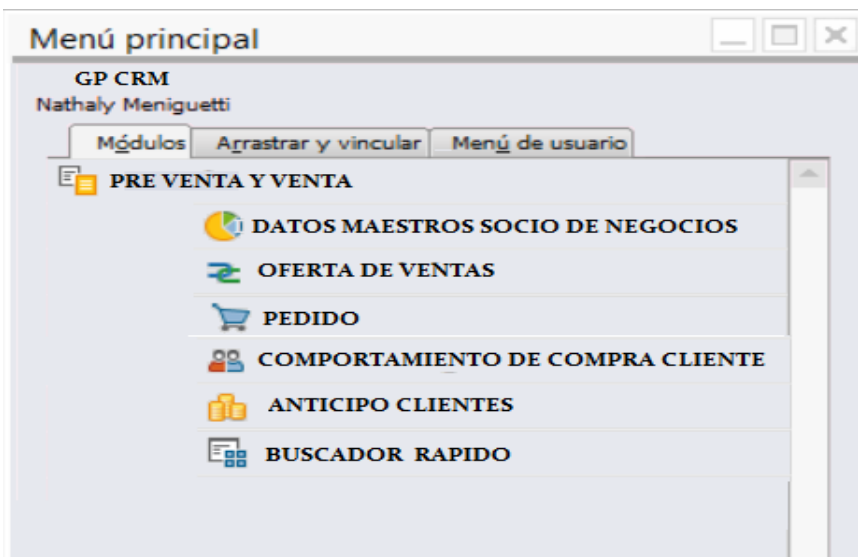 Menú principal
GP CRM
Nathaly Meniguetti
Módulos Arrastrar y vincular Menú de usuario
PRE VENTA Y VENTA
DATOS MAESTROS SOCIO DE NEGOCIOS
OFERTA DE VENTAS
PEDIDO
COMPORTAMIENTO DE COMPRA CLIENTE
ANTICIPO CLIENTES
BUSCADOR RAPIDO